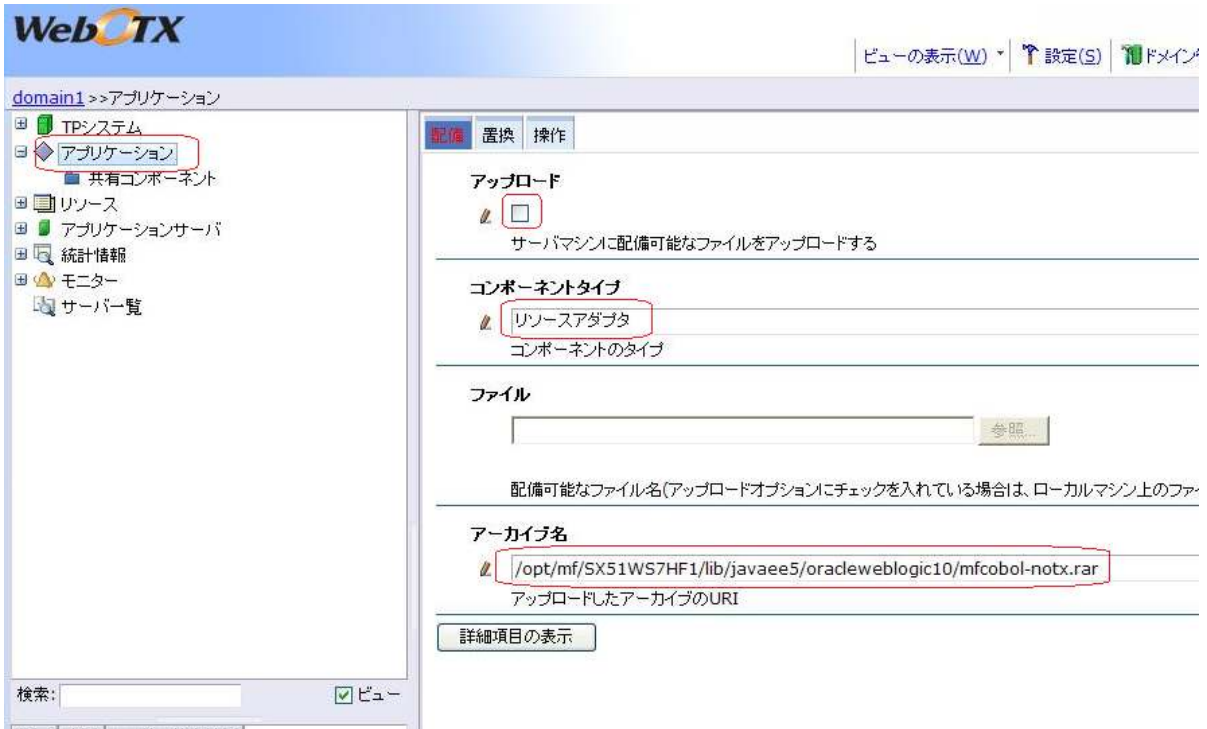 WebOTX
ビューの表示(W) 設定(S) ドメイン
domain1>>アプリケーション
TPシステム
アプリケーション
共有コンポーネント
リソース
アプリケーションサーバ
統計情報
モニター
サーバー一覧
検索: ビュー
配備 置換 操作
アップロード
サーバマシンに配備可能なファイルをアップロードする
コンポーネントタイプ
リソースアダプタ
コンポーネントのタイプ
ファイル
参照...
配備可能なファイル名(アップロードオプションにチェックを入れている場合は、ローカルマシン上のファ
アーカイブ名
/opt/mf/SX51WS7HF1/lib/javaee5/oracleweblogic10/mfcobol-notx.rar
アップロードしたアーカイブのURI
詳細項目の表示